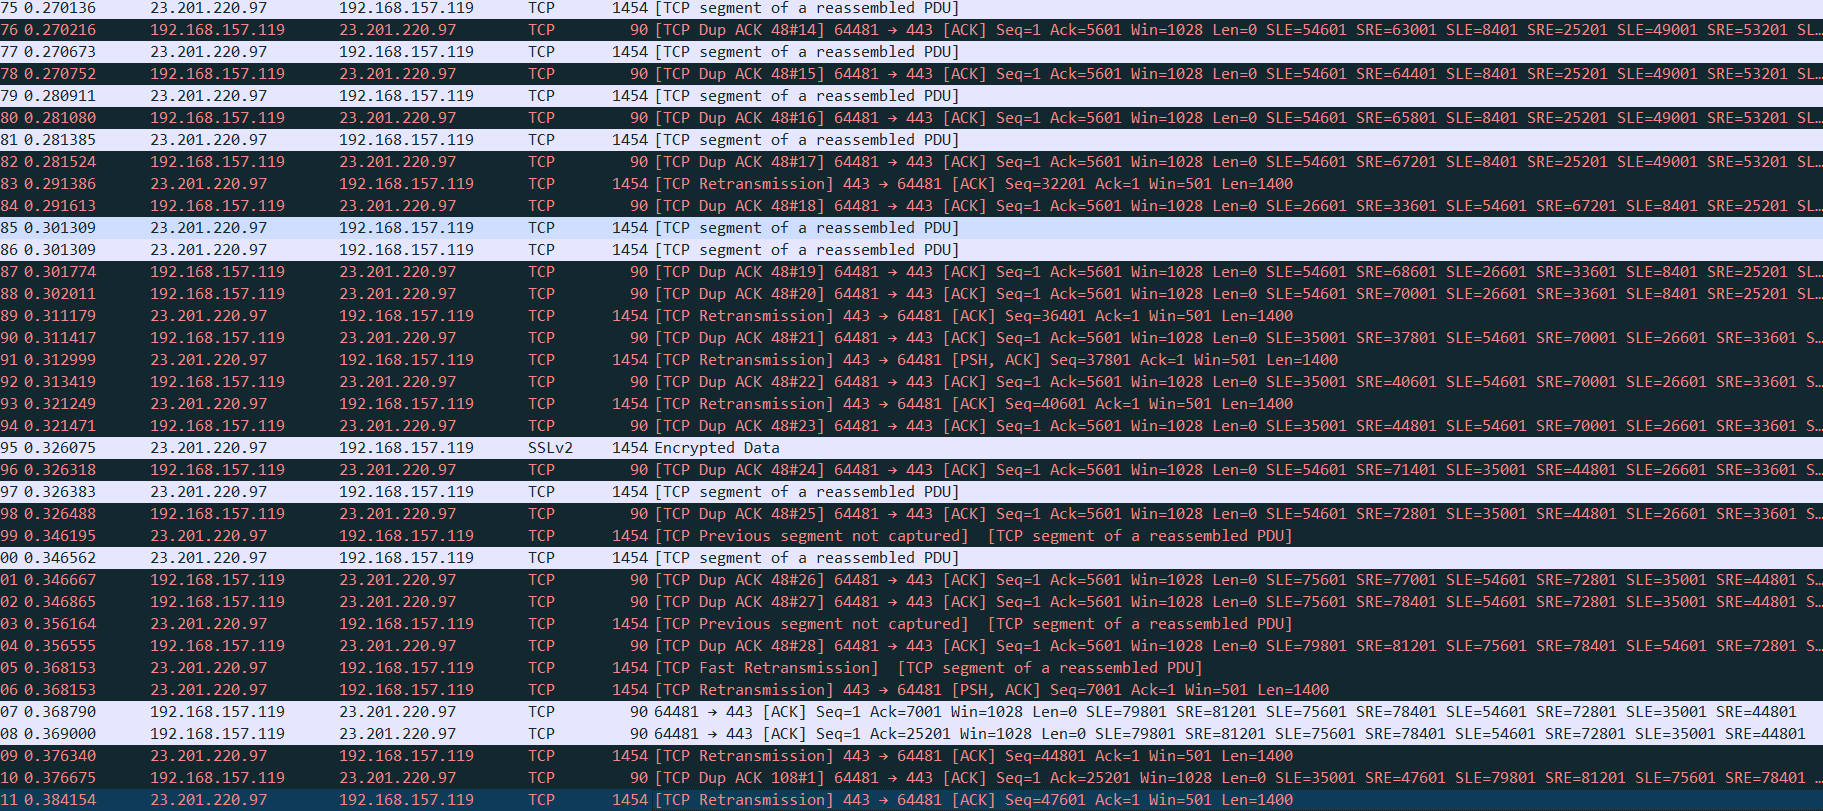 75 0.270136 23.201.220.97 192.168.157.119 TCP 1454 [TCP segment of a reassembled PDU]
76 0.270216 192.168.157.119 23.201.220.97 TCP 90 [TCP Dup ACK 48#14] 64481 → 443 [ACK] Seq=1 Ack=5601 Win=1028 Len=0 SLE=54601 SRE=63001 SLE=8401 SRE=25201 SLE=49001 SRE=53201 SL…
77 0.270673 23.201.220.97 192.168.157.119 TCP 1454 [TCP segment of a reassembled PDU]
78 0.270752 192.168.157.119 23.201.220.97 TCP 90 [TCP Dup ACK 48#15] 64481 → 443 [ACK] Seq=1 Ack=5601 Win=1028 Len=0 SLE=54601 SRE=64401 SLE=8401 SRE=25201 SLE=49001 SRE=53201 SL…
79 0.280911 23.201.220.97 192.168.157.119 TCP 1454 [TCP segment of a reassembled PDU]
80 0.281080 192.168.157.119 23.201.220.97 TCP 90 [TCP Dup ACK 48#16] 64481 → 443 [ACK] Seq=1 Ack=5601 Win=1028 Len=0 SLE=54601 SRE=65801 SLE=8401 SRE=25201 SLE=49001 SRE=53201 SL…
81 0.281385 23.201.220.97 192.168.157.119 TCP 1454 [TCP segment of a reassembled PDU]
82 0.281524 192.168.157.119 23.201.220.97 TCP 90 [TCP Dup ACK 48#17] 64481 → 443 [ACK] Seq=1 Ack=5601 Win=1028 Len=0 SLE=54601 SRE=67201 SLE=8401 SRE=25201 SLE=49001 SRE=53201 SL…
83 0.291386 23.201.220.97 192.168.157.119 TCP 1454 [TCP Retransmission] 443 → 64481 [ACK] Seq=32201 Ack=1 Win=501 Len=1400
84 0.291613 192.168.157.119 23.201.220.97 TCP 90 [TCP Dup ACK 48#18] 64481 → 443 [ACK] Seq=1 Ack=5601 Win=1028 Len=0 SLE=26601 SRE=33601 SLE=54601 SRE=67201 SLE=8401 SRE=25201 SL…
85 0.301309 23.201.220.97 192.168.157.119 TCP 1454 [TCP segment of a reassembled PDU]
86 0.301309 23.201.220.97 192.168.157.119 TCP 1454 [TCP segment of a reassembled PDU]
87 0.301774 192.168.157.119 23.201.220.97 TCP 90 [TCP Dup ACK 48#19] 64481 → 443 [ACK] Seq=1 Ack=5601 Win=1028 Len=0 SLE=54601 SRE=68601 SLE=26601 SRE=33601 SLE=8401 SRE=25201 SL…
88 0.302011 192.168.157.119 23.201.220.97 TCP 90 [TCP Dup ACK 48#20] 64481 → 443 [ACK] Seq=1 Ack=5601 Win=1028 Len=0 SLE=54601 SRE=70001 SLE=26601 SRE=33601 SLE=8401 SRE=25201 SL…
89 0.311179 23.201.220.97 192.168.157.119 TCP 1454 [TCP Retransmission] 443 → 64481 [ACK] Seq=36401 Ack=1 Win=501 Len=1400
90 0.311417 192.168.157.119 23.201.220.97 TCP 90 [TCP Dup ACK 48#21] 64481 → 443 [ACK] Seq=1 Ack=5601 Win=1028 Len=0 SLE=35001 SRE=37801 SLE=54601 SRE=70001 SLE=26601 SRE=33601 S…
91 0.312999 23.201.220.97 192.168.157.119 TCP 1454 [TCP Retransmission] 443 → 64481 [PSH, ACK] Seq=37801 Ack=1 Win=501 Len=1400
92 0.313419 192.168.157.119 23.201.220.97 TCP 90 [TCP Dup ACK 48#22] 64481 → 443 [ACK] Seq=1 Ack=5601 Win=1028 Len=0 SLE=35001 SRE=40601 SLE=54601 SRE=70001 SLE=26601 SRE=33601 S…
93 0.321249 23.201.220.97 192.168.157.119 TCP 1454 [TCP Retransmission] 443 → 64481 [ACK] Seq=40601 Ack=1 Win=501 Len=1400
94 0.321471 192.168.157.119 23.201.220.97 TCP 90 [TCP Dup ACK 48#23] 64481 → 443 [ACK] Seq=1 Ack=5601 Win=1028 Len=0 SLE=35001 SRE=44801 SLE=54601 SRE=70001 SLE=26601 SRE=33601 S…
95 0.326075 23.201.220.97 192.168.157.119 SSLv2 1454 Encrypted Data
96 0.326318 192.168.157.119 23.201.220.97 TCP 90 [TCP Dup ACK 48#24] 64481 → 443 [ACK] Seq=1 Ack=5601 Win=1028 Len=0 SLE=54601 SRE=71401 SLE=35001 SRE=44801 SLE=26601 SRE=33601 S…
97 0.326383 23.201.220.97 192.168.157.119 TCP 1454 [TCP segment of a reassembled PDU]
98 0.326488 192.168.157.119 23.201.220.97 TCP 90 [TCP Dup ACK 48#25] 64481 → 443 [ACK] Seq=1 Ack=5601 Win=1028 Len=0 SLE=54601 SRE=72801 SLE=35001 SRE=44801 SLE=26601 SRE=33601 S…
99 0.346195 23.201.220.97 192.168.157.119 TCP 1454 [TCP Previous segment not captured] [TCP segment of a reassembled PDU]
00 0.346562 23.201.220.97 192.168.157.119 TCP 1454 [TCP segment of a reassembled PDU]
01 0.346667 192.168.157.119 23.201.220.97 TCP 90 [TCP Dup ACK 48#26] 64481 → 443 [ACK] Seq=1 Ack=5601 Win=1028 Len=0 SLE=75601 SRE=77001 SLE=54601 SRE=72801 SLE=35001 SRE=44801 S…
02 0.346865 192.168.157.119 23.201.220.97 TCP 90 [TCP Dup ACK 48#27] 64481 → 443 [ACK] Seq=1 Ack=5601 Win=1028 Len=0 SLE=75601 SRE=78401 SLE=54601 SRE=72801 SLE=35001 SRE=44801 S…
03 0.356164 23.201.220.97 192.168.157.119 TCP 1454 [TCP Previous segment not captured] [TCP segment of a reassembled PDU]
04 0.356555 192.168.157.119 23.201.220.97 TCP 90 [TCP Dup ACK 48#28] 64481 → 443 [ACK] Seq=1 Ack=5601 Win=1028 Len=0 SLE=79801 SRE=81201 SLE=75601 SRE=78401 SLE=54601 SRE=72801 S…
05 0.368153 23.201.220.97 192.168.157.119 TCP 1454 [TCP Fast Retransmission] [TCP segment of a reassembled PDU]
06 0.368153 23.201.220.97 192.168.157.119 TCP 1454 [TCP Retransmission] 443 → 64481 [PSH, ACK] Seq=7001 Ack=1 Win=501 Len=1400
07 0.368790 192.168.157.119 23.201.220.97 TCP 90 64481 → 443 [ACK] Seq=1 Ack=7001 Win=1028 Len=0 SLE=79801 SRE=81201 SLE=75601 SRE=78401 SLE=54601 SRE=72801 SLE=35001 SRE=44801
08 0.369000 192.168.157.119 23.201.220.97 TCP 90 64481 → 443 [ACK] Seq=1 Ack=25201 Win=1028 Len=0 SLE=79801 SRE=81201 SLE=75601 SRE=78401 SLE=54601 SRE=72801 SLE=35001 SRE=44801
09 0.376340 23.201.220.97 192.168.157.119 TCP 1454 [TCP Retransmission] 443 → 64481 [ACK] Seq=44801 Ack=1 Win=501 Len=1400
10 0.376675 192.168.157.119 23.201.220.97 TCP 90 [TCP Dup ACK 108#1] 64481 → 443 [ACK] Seq=1 Ack=25201 Win=1028 Len=0 SLE=35001 SRE=47601 SLE=79801 SRE=81201 SLE=75601 SRE=78401 …
11 0.384154 23.201.220.97 192.168.157.119 TCP 1454 [TCP Retransmission] 443 → 64481 [ACK] Seq=47601 Ack=1 Win=501 Len=1400